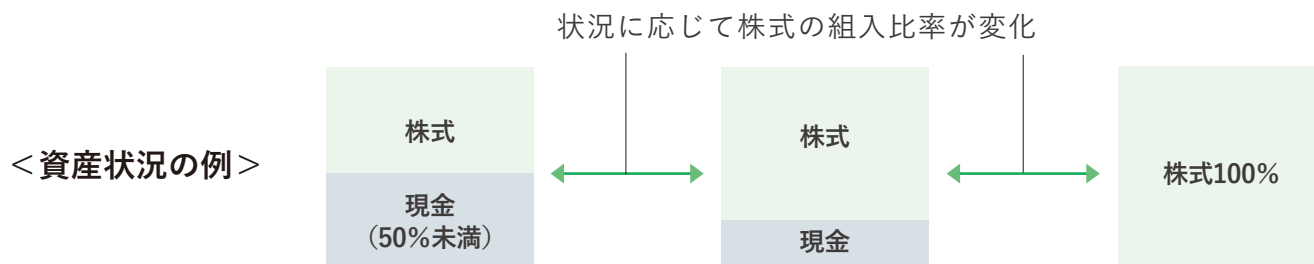 状況に応じて株式の組入比率が変化
＜資産状況の例＞
株式
現金
（50%未満）
株式
現金
株式100%